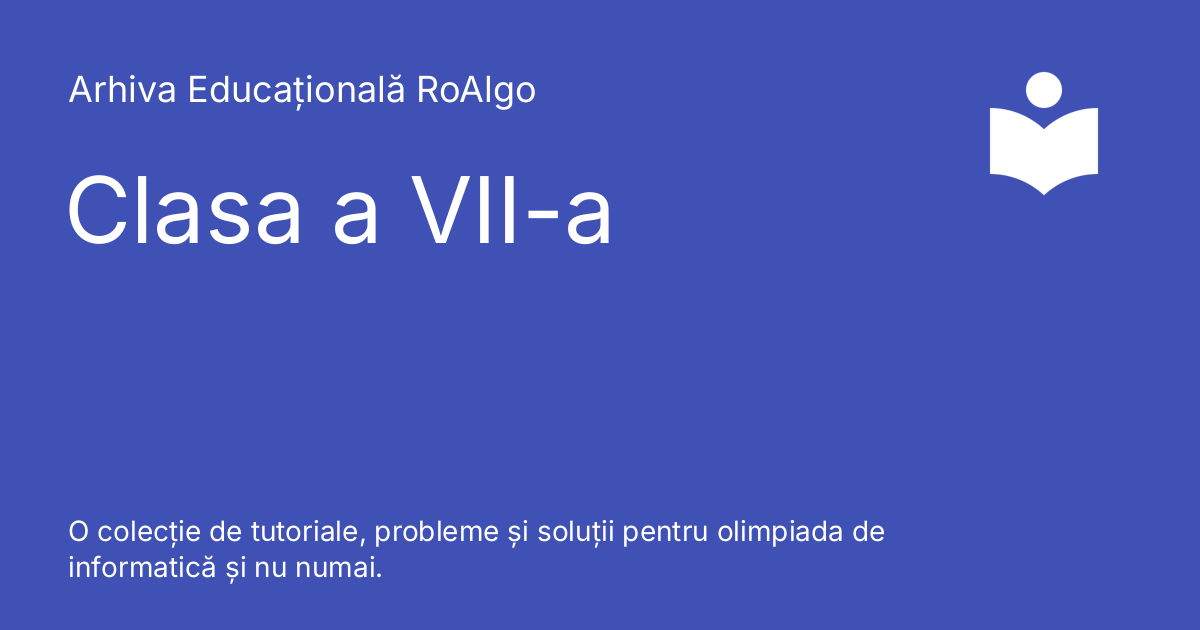 Arhiva Educațională RoAlgo
Clasa a VII-a
O colecție de tutoriale, probleme și soluții pentru olimpiada de
informatică și nu numai.